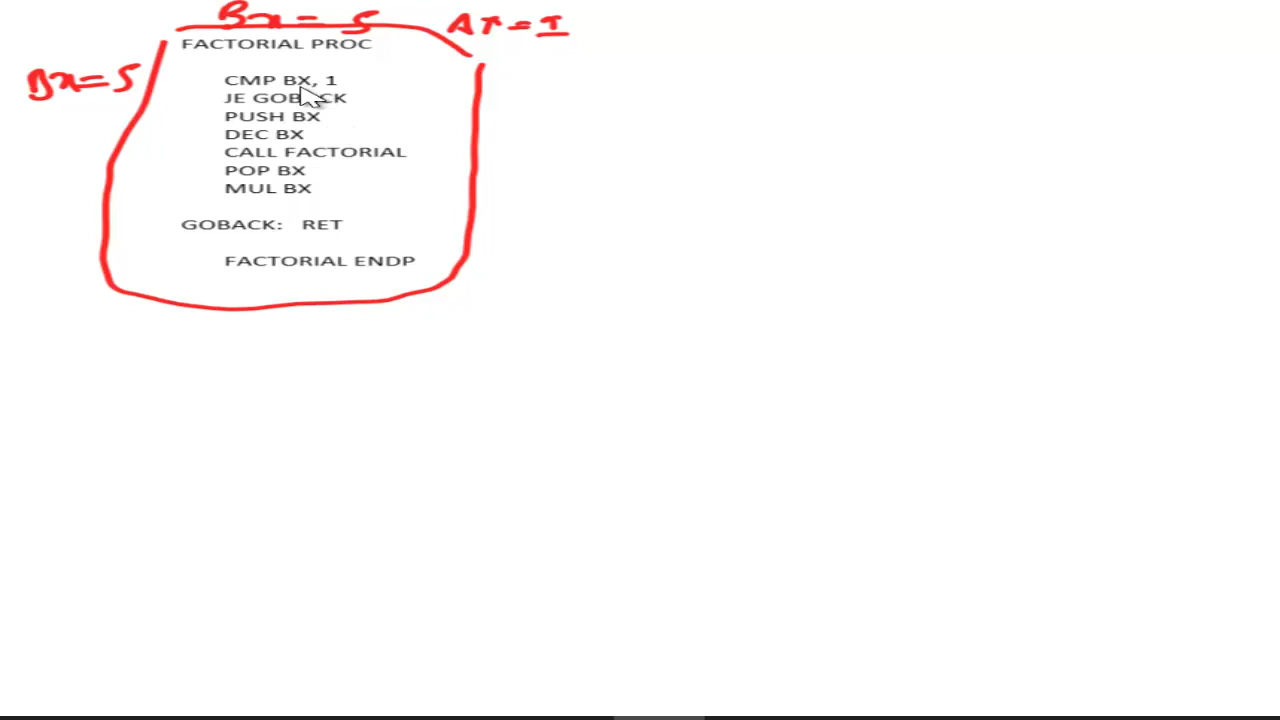 Bx = 5
Ax = 1
FACTORIAL PROC
Bx = 5
CMP BX, 1
JE GOBACK
PUSH BX
DEC BX
CALL FACTORIAL
POP BX
MUL BX
GOBACK: RET
FACTORIAL ENDP